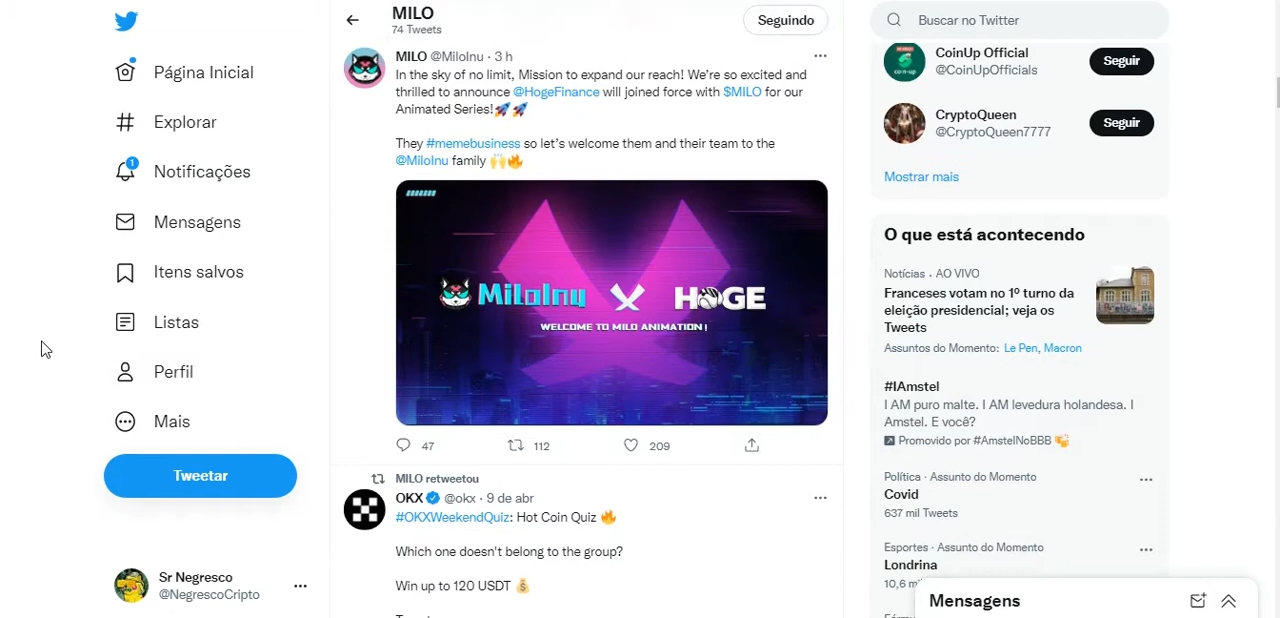 Página Inicial
Explorar
1
Notificações
Mensagens
Itens salvos
Listas
Perfil
Mais
Tweetar
Sr Negresco
@NegrescoCripto
MILO
74 Tweets
Seguindo
MILO @MiloInu · 3 h
In the sky of no limit, Mission to expand our reach! We're so excited and
thrilled to announce @HogeFinance will joined force with $MILO for our
Animated Series!🚀🚀
They #memebusiness so let's welcome them and their team to the
@MiloInu family 🙌🔥
MiloInu X HOGE
WELCOME TO MILO ANIMATION!
47 112 209
MILO retweetou
OKX @okx · 9 de abr
#OKXWeekendQuiz: Hot Coin Quiz 🔥
Which one doesn't belong to the group?
Win up to 120 USDT 💰
Buscar no Twitter
CoinUp Official
@CoinUpOfficials
Seguir
CryptoQueen
@CryptoQueen7777
Seguir
Mostrar mais
O que está acontecendo
Notícias · AO VIVO
Franceses votam no 1º turno da
eleição presidencial; veja os
Tweets
Assuntos do Momento: Le Pen, Macron
#IAmstel
I AM puro malte. I AM levedura holandesa. I
Amstel. E você?
Promovido por #AmstelNoBBB 🍻
Política · Assunto do Momento
Covid
637 mil Tweets
Esportes · Assunto do Momento
Londrina
10,6
Mensagens